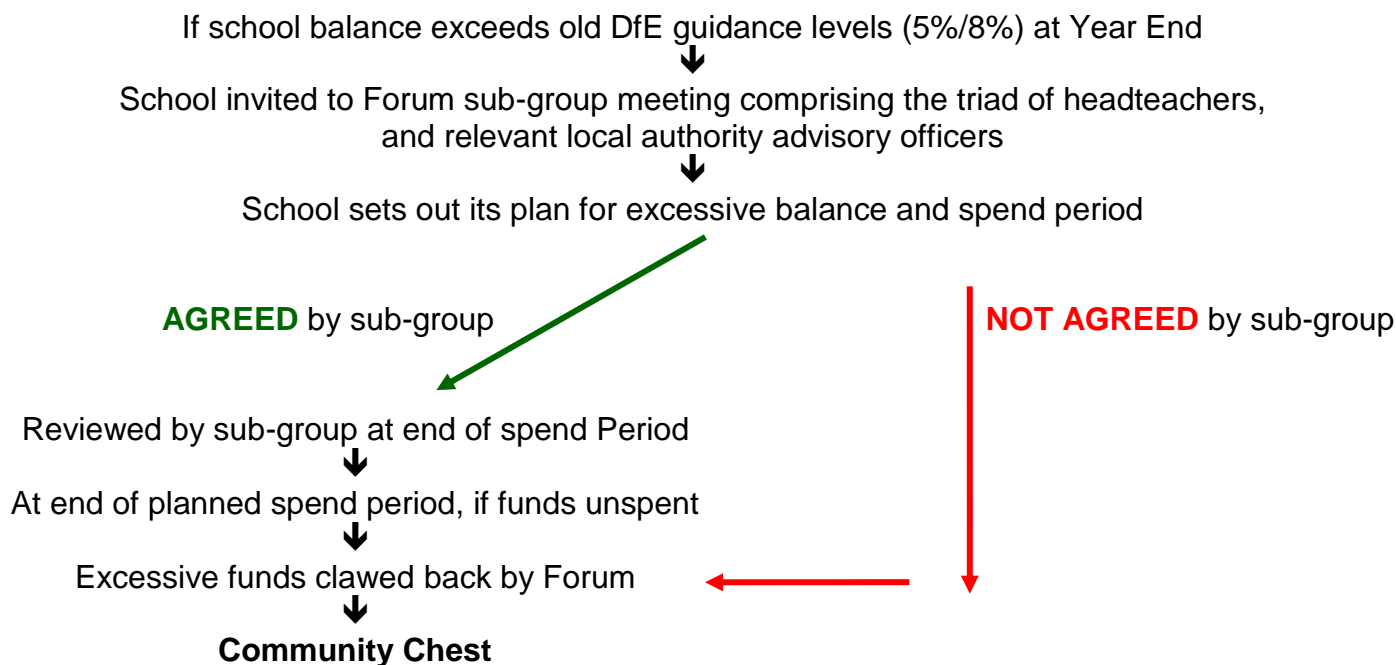 If school balance exceeds old DfE guidance levels (5%/8%) at Year End
School invited to Forum sub-group meeting comprising the triad of headteachers,
and relevant local authority advisory officers
School sets out its plan for excessive balance and spend period
AGREED by sub-group
NOT AGREED by sub-group
Reviewed by sub-group at end of spend Period
At end of planned spend period, if funds unspent
Excessive funds clawed back by Forum
Community Chest